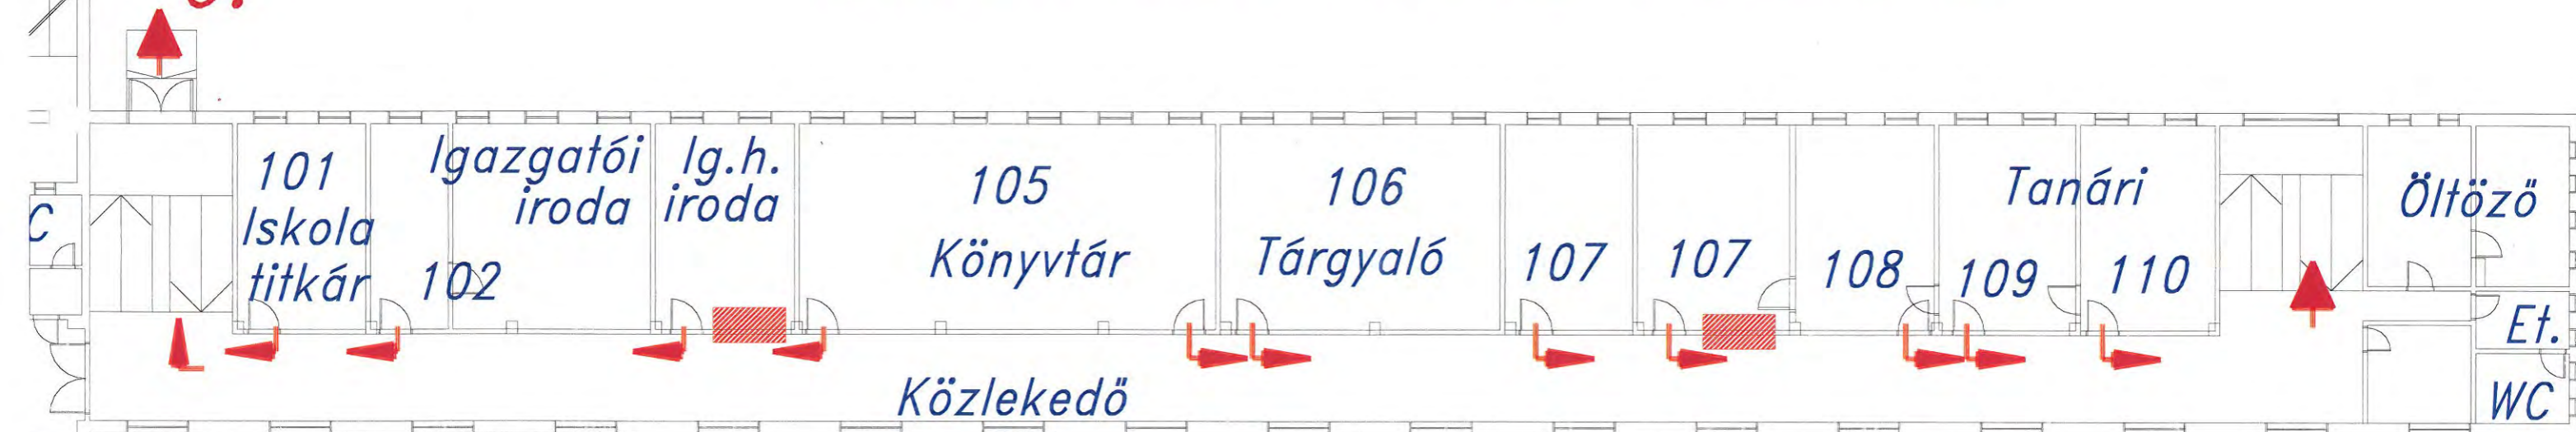 101
Iskola
titkár
102
Igazgatói
iroda
Ig.h.
iroda
105
Könyvtár
106
Tárgyaló
107
107
108
Tanári
109
110
Öltöző
Et.
WC
C
Közlekedő